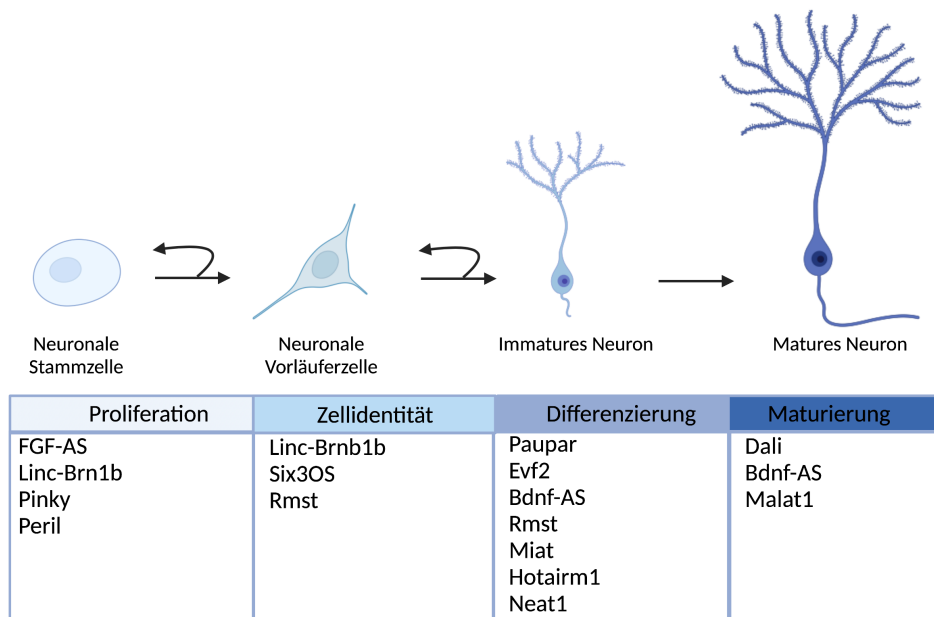 Neuronale
Stammzelle
Neuronale
Vorläuferzelle
Immatures Neuron
Matures Neuron
Proliferation
FGF-AS
Linc-Brn1b
Pinky
Peril
Zellidentität
Linc-Brnb1b
Six3OS
Rmst
Differenzierung
Paupar
Evf2
Bdnf-AS
Rmst
Miat
Hotairm1
Neat1
Maturierung
Dali
Bdnf-AS
Malat1